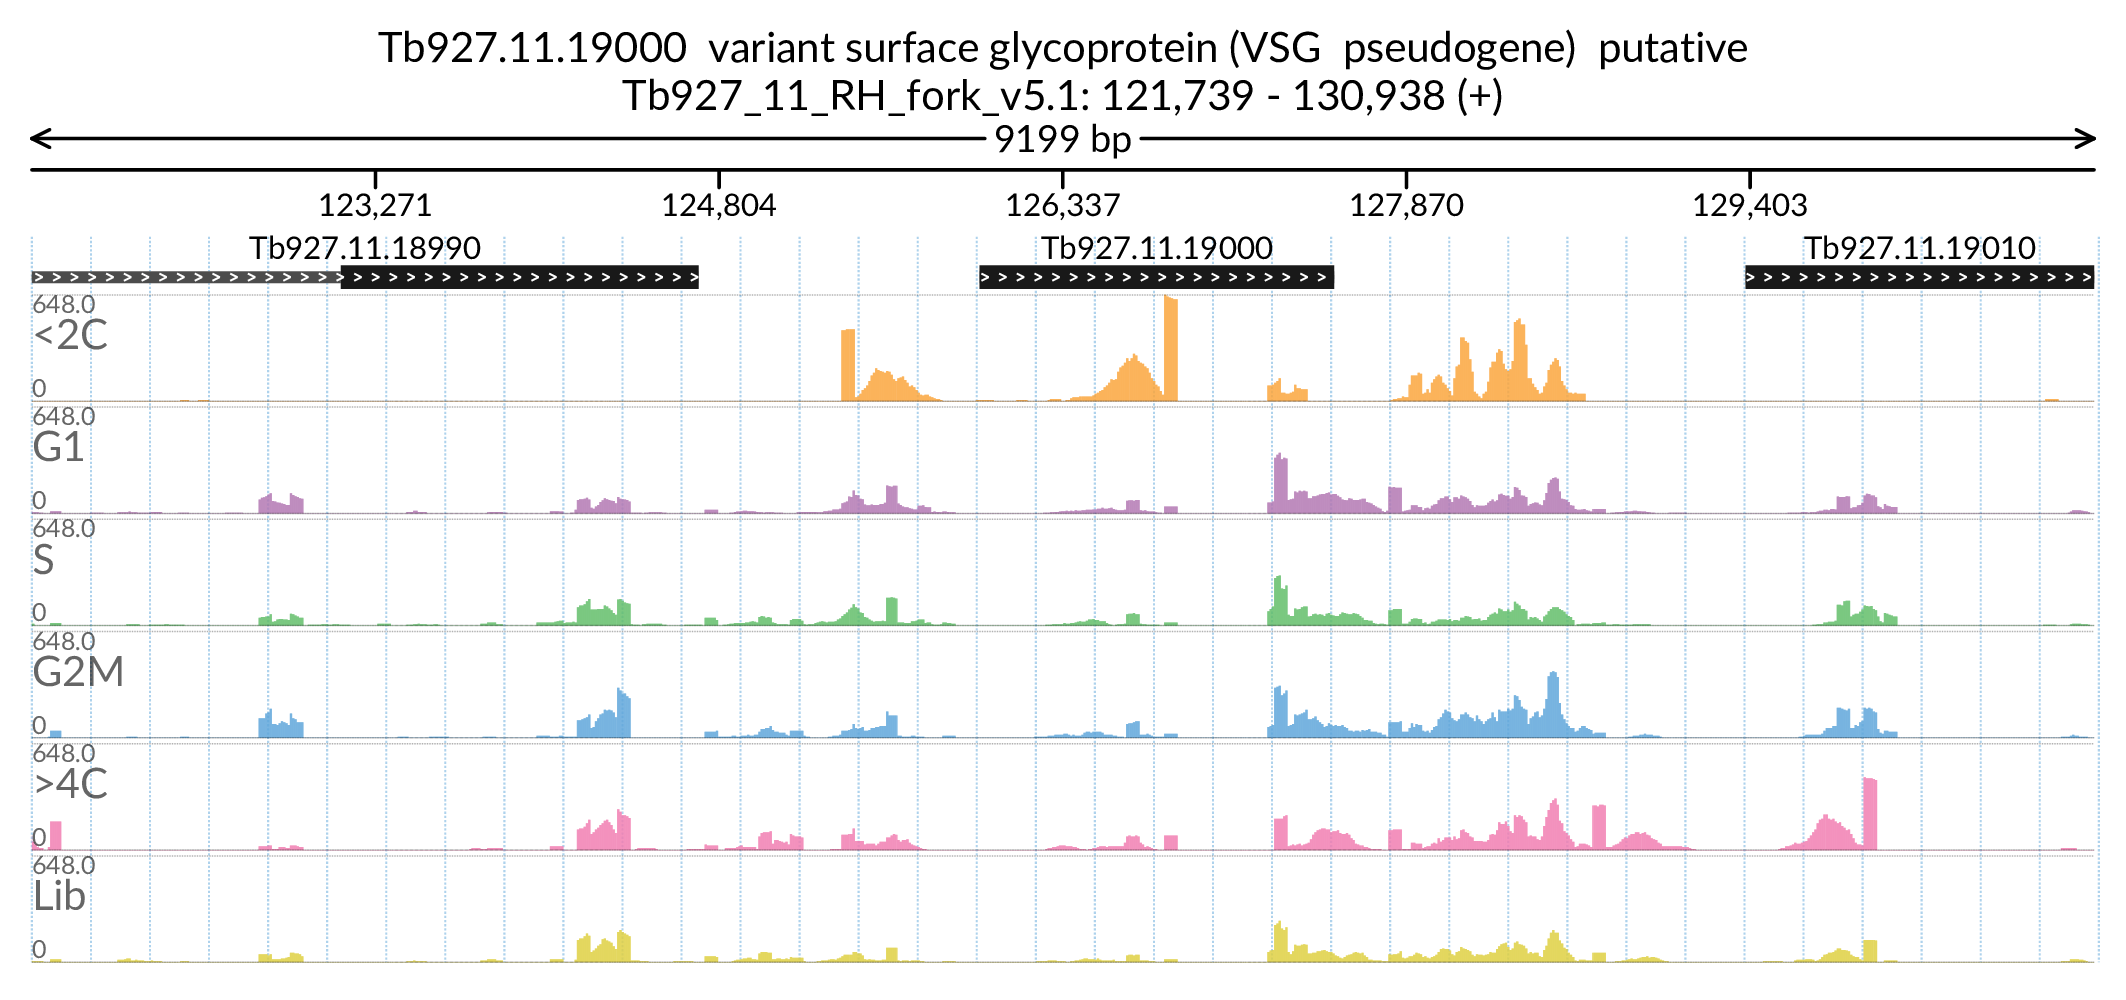 Tb927.11.19000  variant surface glycoprotein (VSG  pseudogene)  putative
Tb927_11_RH_fork_v5.1: 121,739 - 130,938 (+)
9199 bp
123,271 124,804 126,337 127,870 129,403
Tb927.11.18990 Tb927.11.19000 Tb927.11.19010
648.0
<2C
0
648.0
G1
0
648.0
S
0
648.0
G2M
0
648.0
>4C
0
648.0
Lib
0